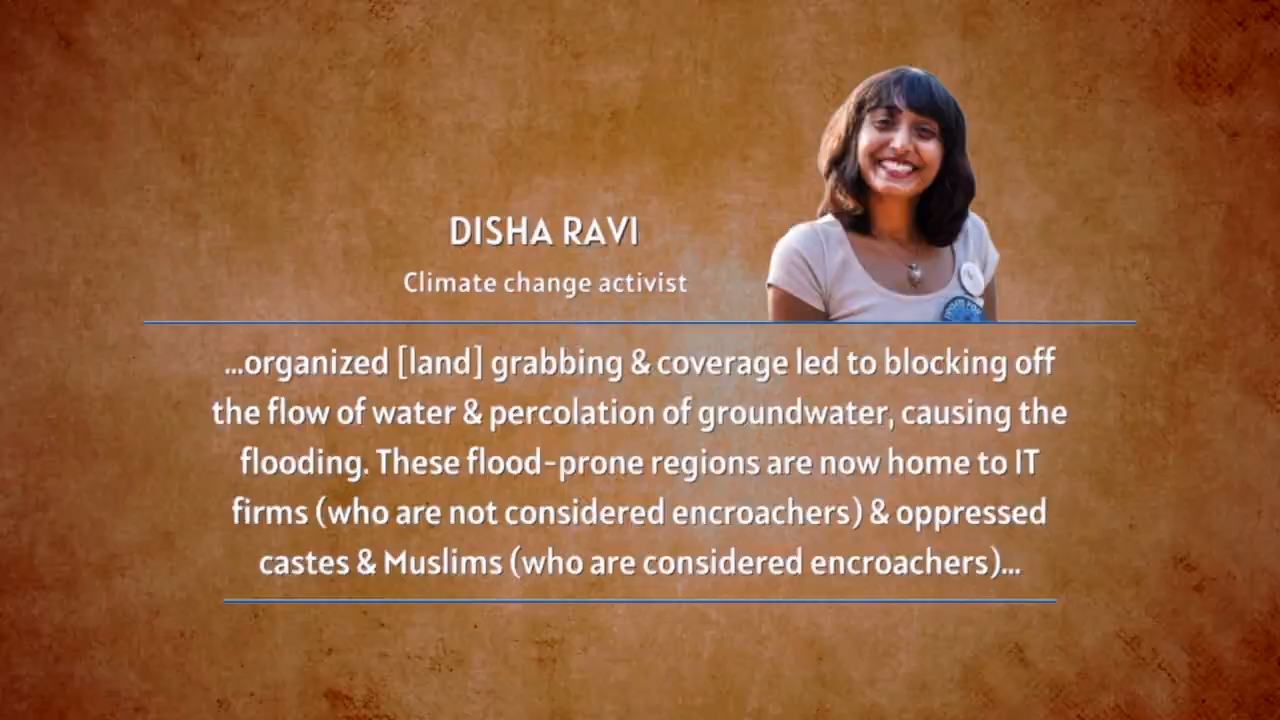 DISHA RAVI
Climate change activist
...organized [land] grabbing & coverage led to blocking off
the flow of water & percolation of groundwater, causing the
flooding. These flood-prone regions are now home to IT
firms (who are not considered encroachers) & oppressed
castes & Muslims (who are considered encroachers)...